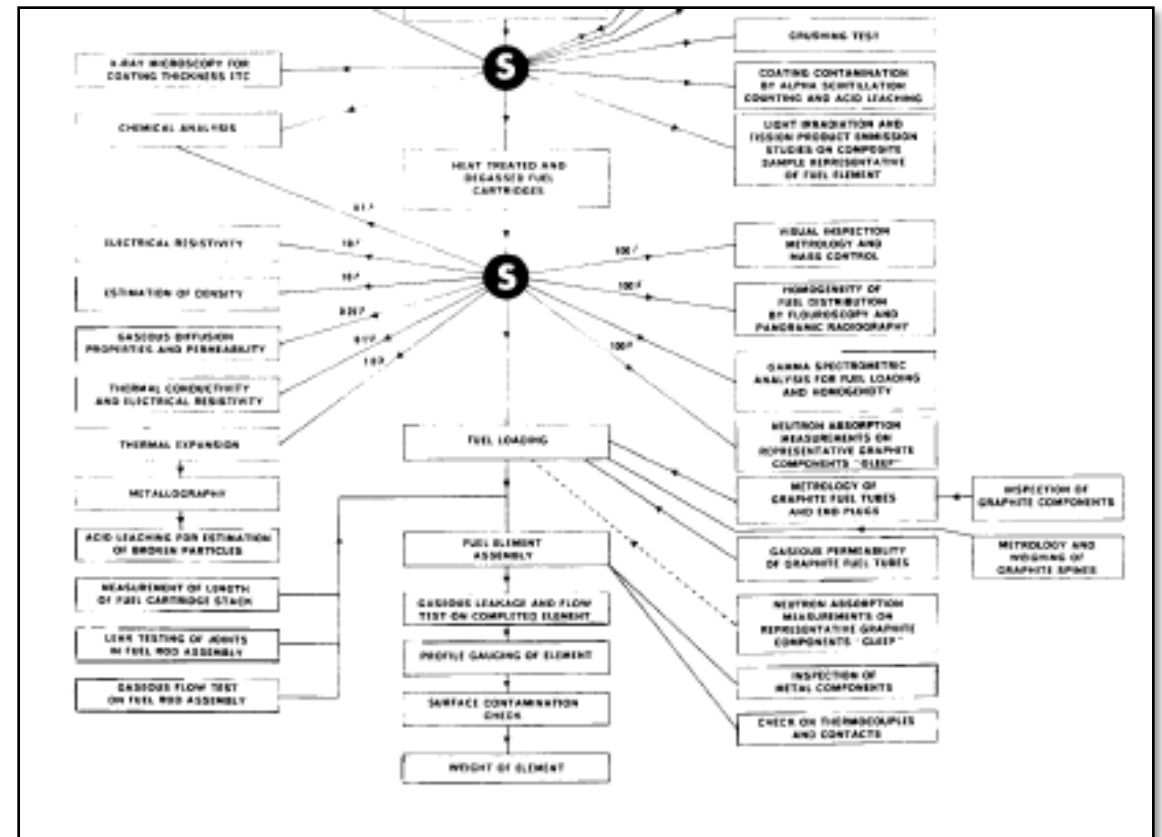 CRUSHING TEST
S
X-RAY MICROSCOPY FOR
COATING THICKNESS ETC
COATING CONTAMINATION
BY ALPHA SCINTILLATION
COUNTING AND ACID LEACHING
CHEMICAL ANALYSIS
LIGHT IRRADIATION AND
FISSION PRODUCT EMMISSION
STUDIES ON COMPOSITE
SAMPLE REPRESENTATIVE
OF FUEL ELEMENT
HEAT TREATED AND
DEGASSED FUEL
CARTRIDGES
ELECTRICAL RESISTIVITY
S
VISUAL INSPECTION
METROLOGY AND
MASS CONTROL
ESTIMATION OF DENSITY
HOMOGENEITY OF
FUEL DISTRIBUTION
BY FLOUROSCOPY AND
PANORAMIC RADIOGRAPHY
GASEOUS DIFFUSION
PROPERTIES AND PERMEABILITY
THERMAL CONDUCTIVITY
AND ELECTRICAL RESISTIVITY
GAMMA SPECTROMETRIC
ANALYSIS FOR FUEL LOADING
AND HOMOGENEITY
THERMAL EXPANSION
FUEL LOADING
NEUTRON ABSORPTION
MEASUREMENTS ON
REPRESENTATIVE GRAPHITE
COMPONENTS "GLEEP"
METALLOGRAPHY
METROLOGY OF
GRAPHITE FUEL TUBES
AND END PLUGS
INSPECTION OF
GRAPHITE COMPONENTS
ACID LEACHING FOR ESTIMATION
OF BROKEN PARTICLES
FUEL ELEMENT
ASSEMBLY
GASEOUS PERMEABILITY
OF GRAPHITE FUEL TUBES
METROLOGY AND
WEIGHING OF
GRAPHITE SPINES
MEASUREMENT OF LENGTH
OF FUEL CARTRIDGE STACK
GASEOUS LEAKAGE AND FLOW
TEST ON COMPLETED ELEMENT
NEUTRON ABSORPTION
MEASUREMENTS ON
REPRESENTATIVE GRAPHITE
COMPONENTS "GLEEP"
LEAK TESTING OF JOINTS
IN FUEL ROD ASSEMBLY
PROFILE GAUGING OF ELEMENT
INSPECTION OF
METAL COMPONENTS
GASEOUS FLOW TEST
ON FUEL ROD ASSEMBLY
SURFACE CONTAMINATION
CHECK
CHECK ON THERMOCOUPLES
AND CONTACTS
WEIGHT OF ELEMENT